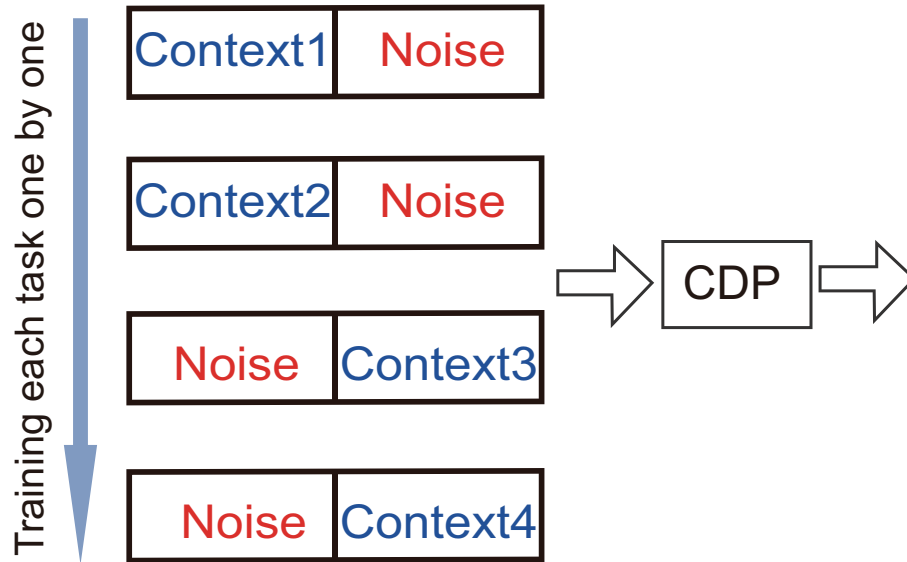 Training each task one by one
Context1 Noise
Context2 Noise
Noise Context3
Noise Context4
CDP